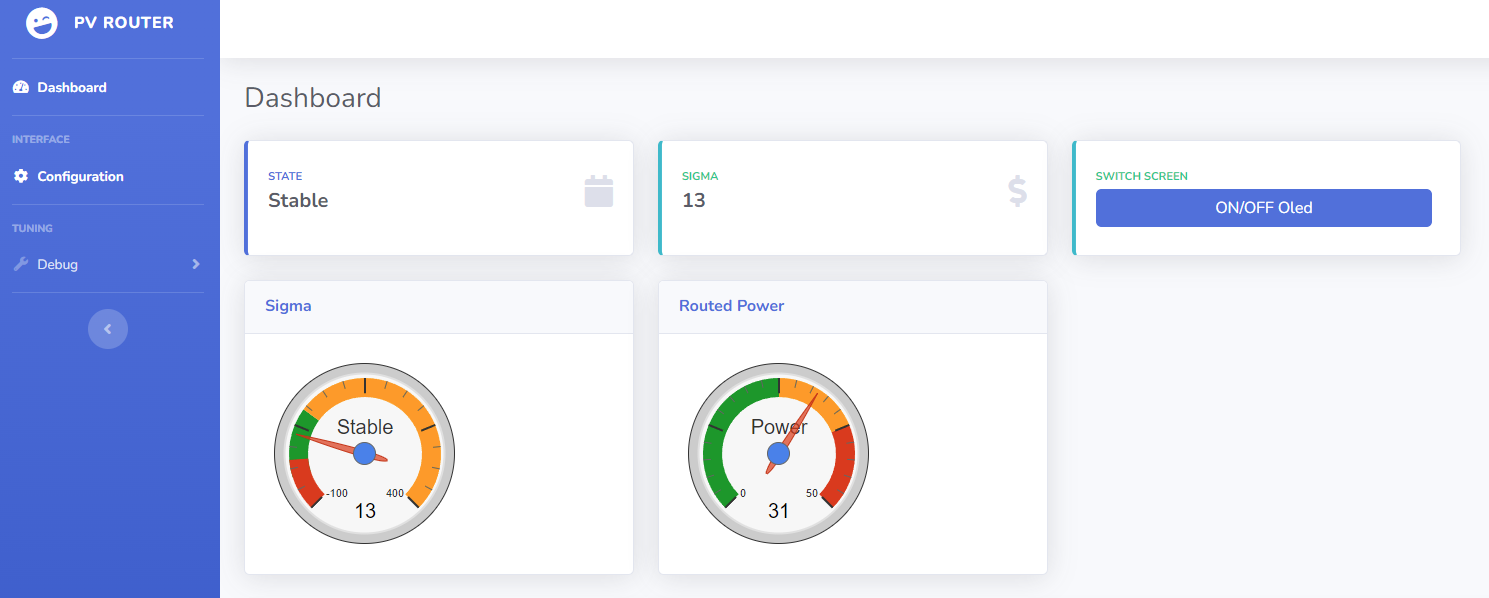 PV ROUTER
Dashboard
INTERFACE
Configuration
TUNING
Debug
Dashboard
STATE
Stable
SIGMA
13
SWITCH SCREEN
ON/OFF Oled
Sigma
Stable
-100 400
13
Routed Power
Power
0 50
31